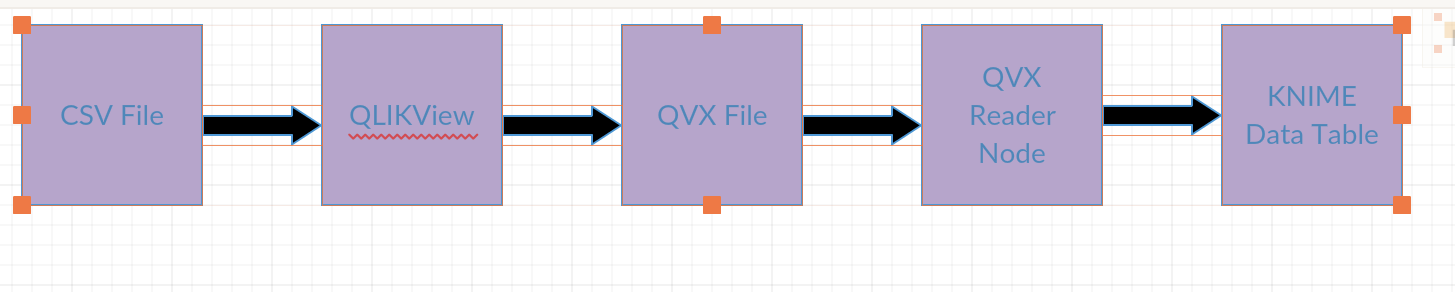 CSV File
QLIKView
QVX File
QVX
Reader
Node
KNIME
Data Table